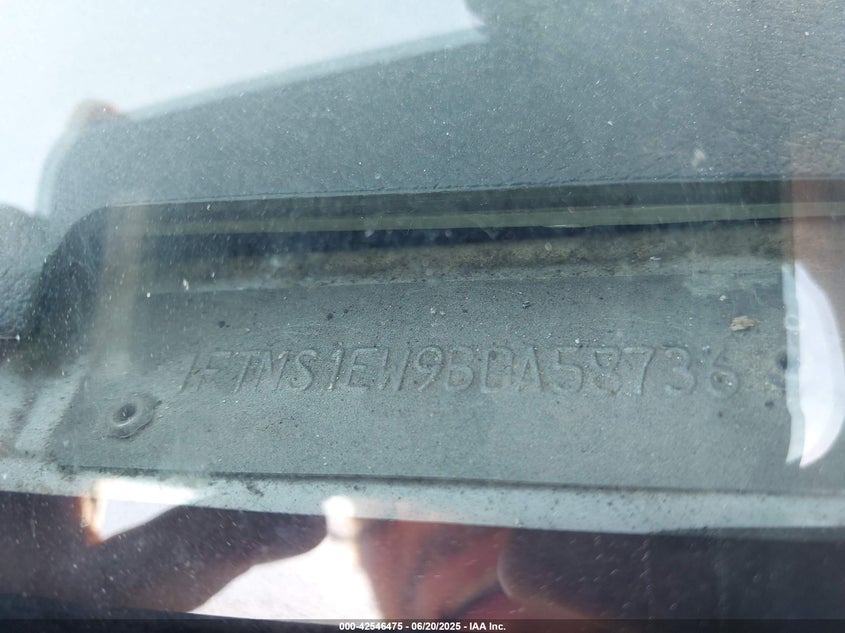 1FTNS1EW9BDA58736
000-42546475 - 06/20/2025 - IAA Inc.